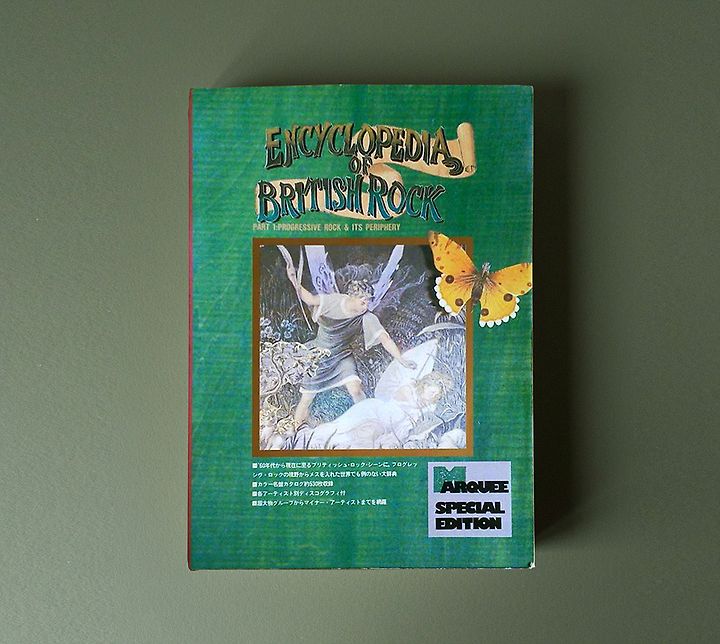 ENCYCLOPEDIA
OF
BRITISH ROCK
PART 1:PROGRESSIVE ROCK & ITS PERIPHERY
■'60年代から現在に至るブリティッシュ・ロック・シーンに、プログレッ
シヴ・ロックの視野からメスを入れた世界でも例のない大辞典
■カラー名盤カタログ約530枚収録
■各アーティスト別ディスコグラフィ付
■超大物グループからマイナー・アーティストまでを網羅
MARQUEE
SPECIAL
EDITION